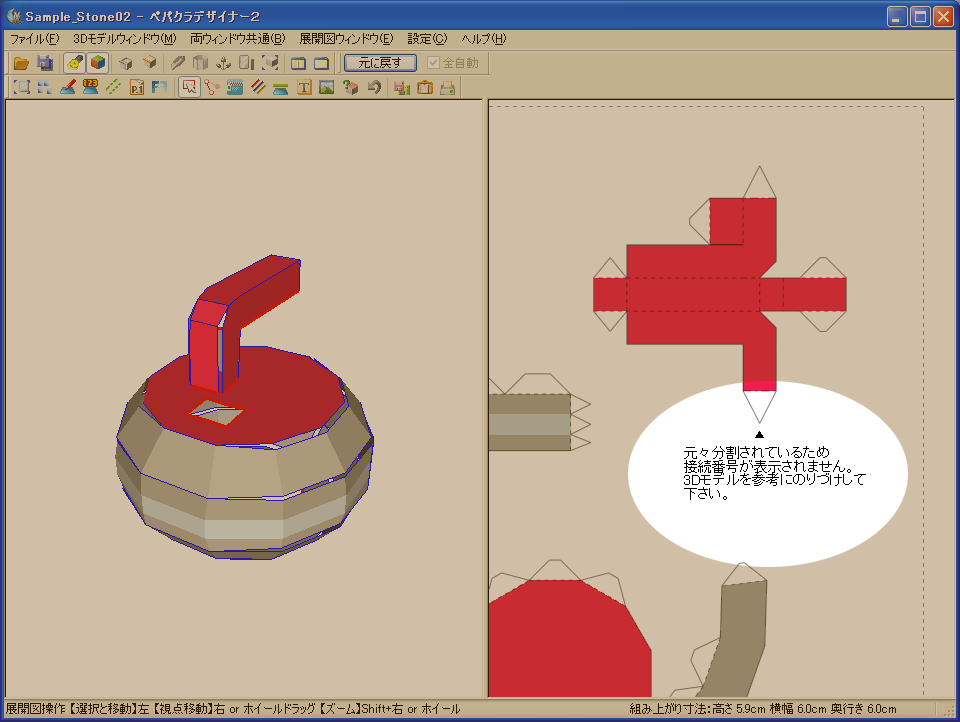 Sample_Stone02 - ペパクラデザイナー2
ファイル(F) 3Dモデルウィンドウ(M) 両ウィンドウ共通(B) 展開図ウィンドウ(E) 設定(C) ヘルプ(H)
元に戻す 全自動
123 P.1 T
元々分割されているため
接続番号が表示されません。
3Dモデルを参考にのりづけして
下さい。
展開図操作 【選択と移動】左 【視点移動】右 or ホイールドラッグ 【ズーム】Shift+右 or ホイール 組み上がり寸法:高さ 5.9cm 横幅 6.0cm 奥行き 6.0cm